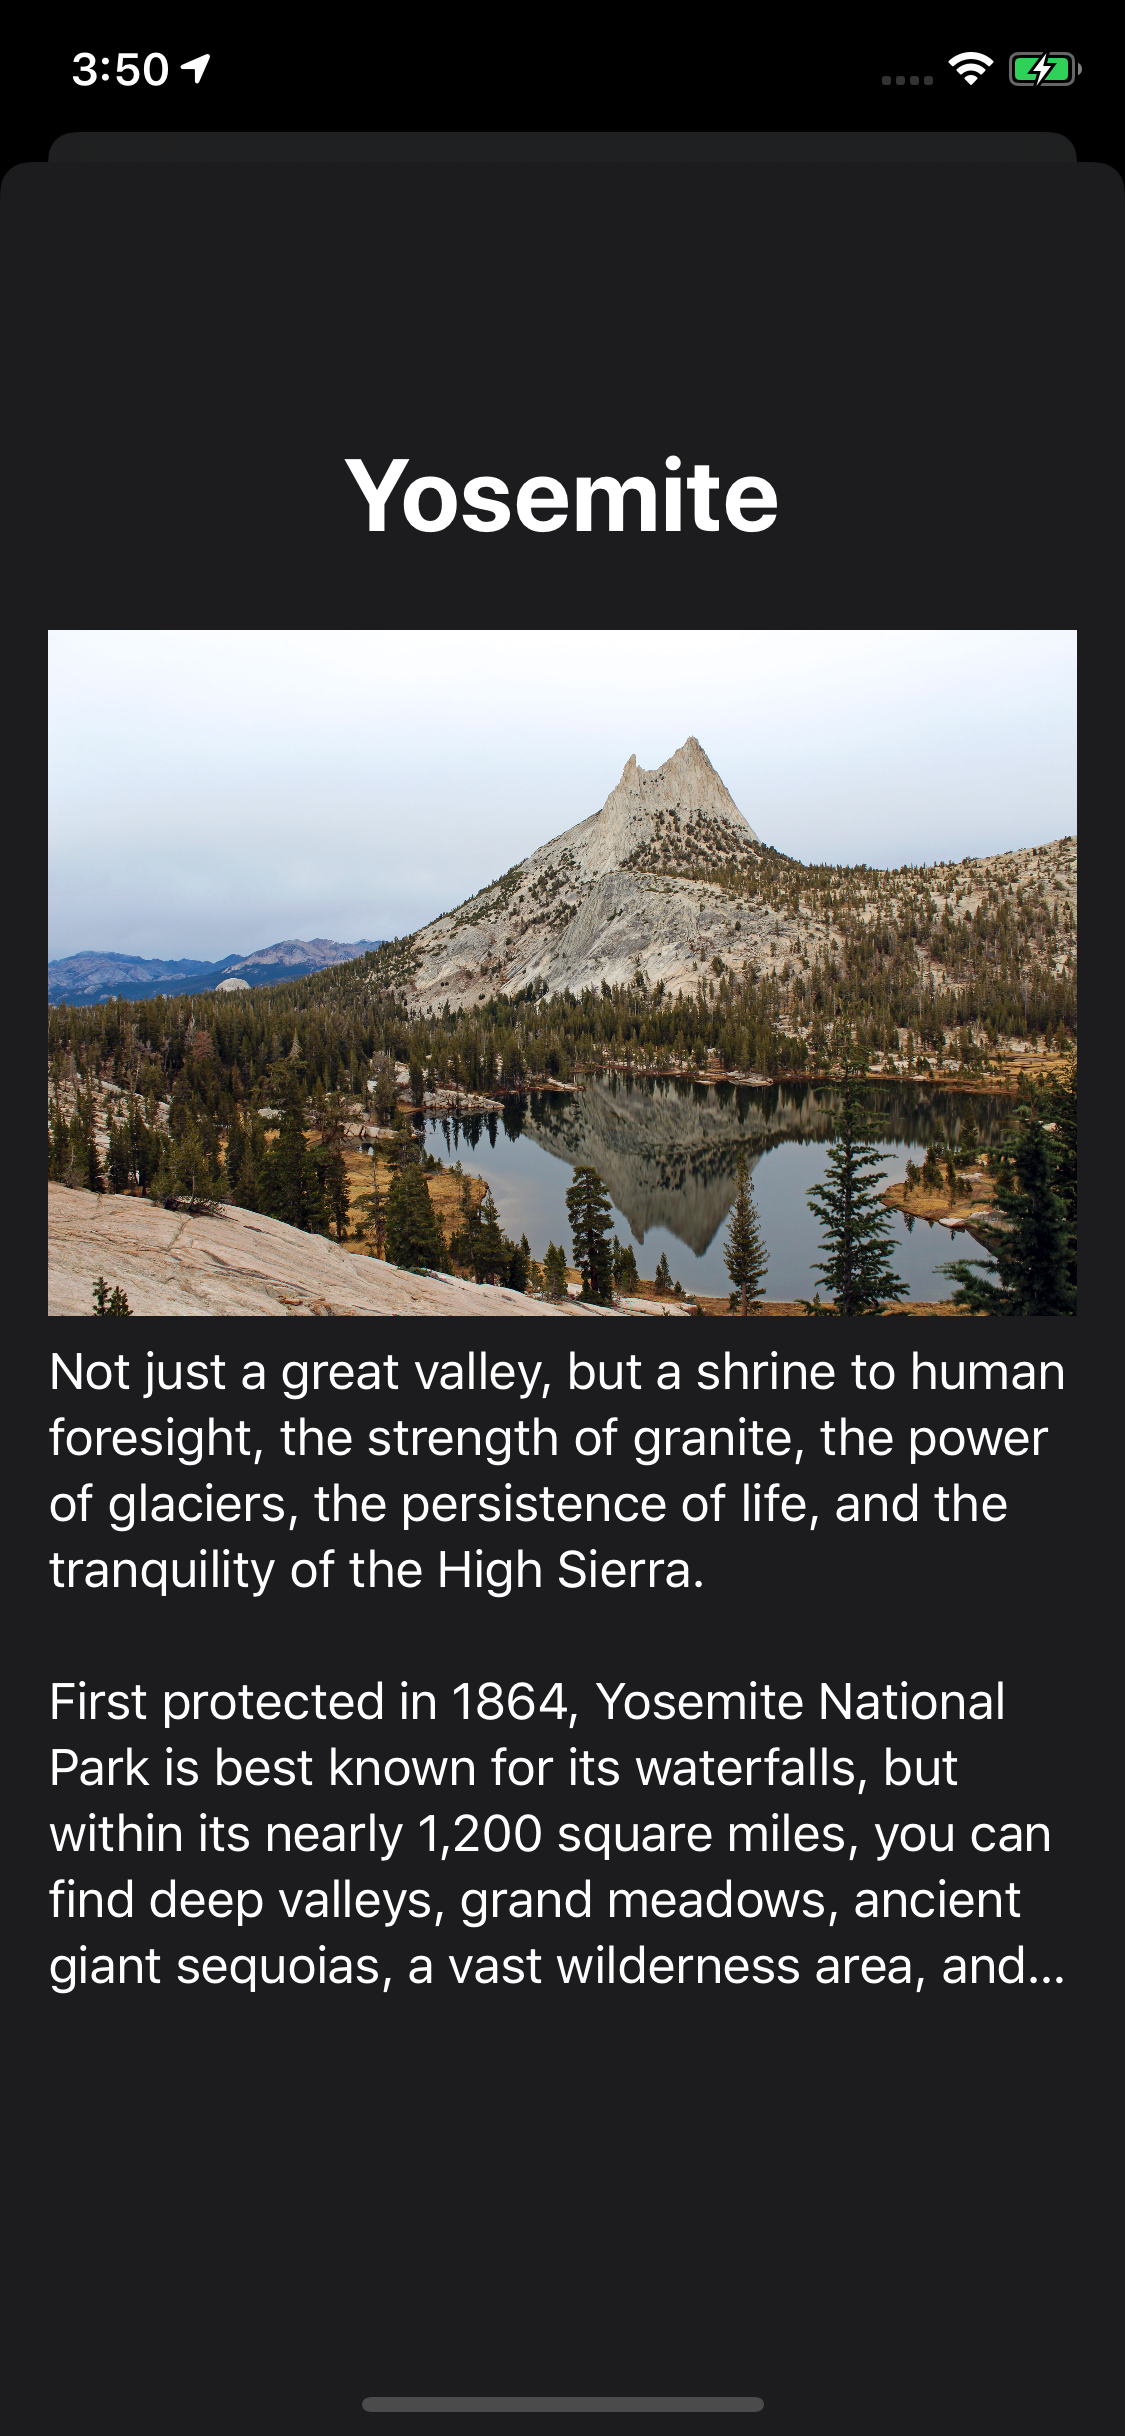 3:50
Yosemite
Not just a great valley, but a shrine to human
foresight, the strength of granite, the power
of glaciers, the persistence of life, and the
tranquility of the High Sierra.
First protected in 1864, Yosemite National
Park is best known for its waterfalls, but
within its nearly 1,200 square miles, you can
find deep valleys, grand meadows, ancient
giant sequoias, a vast wilderness area, and...